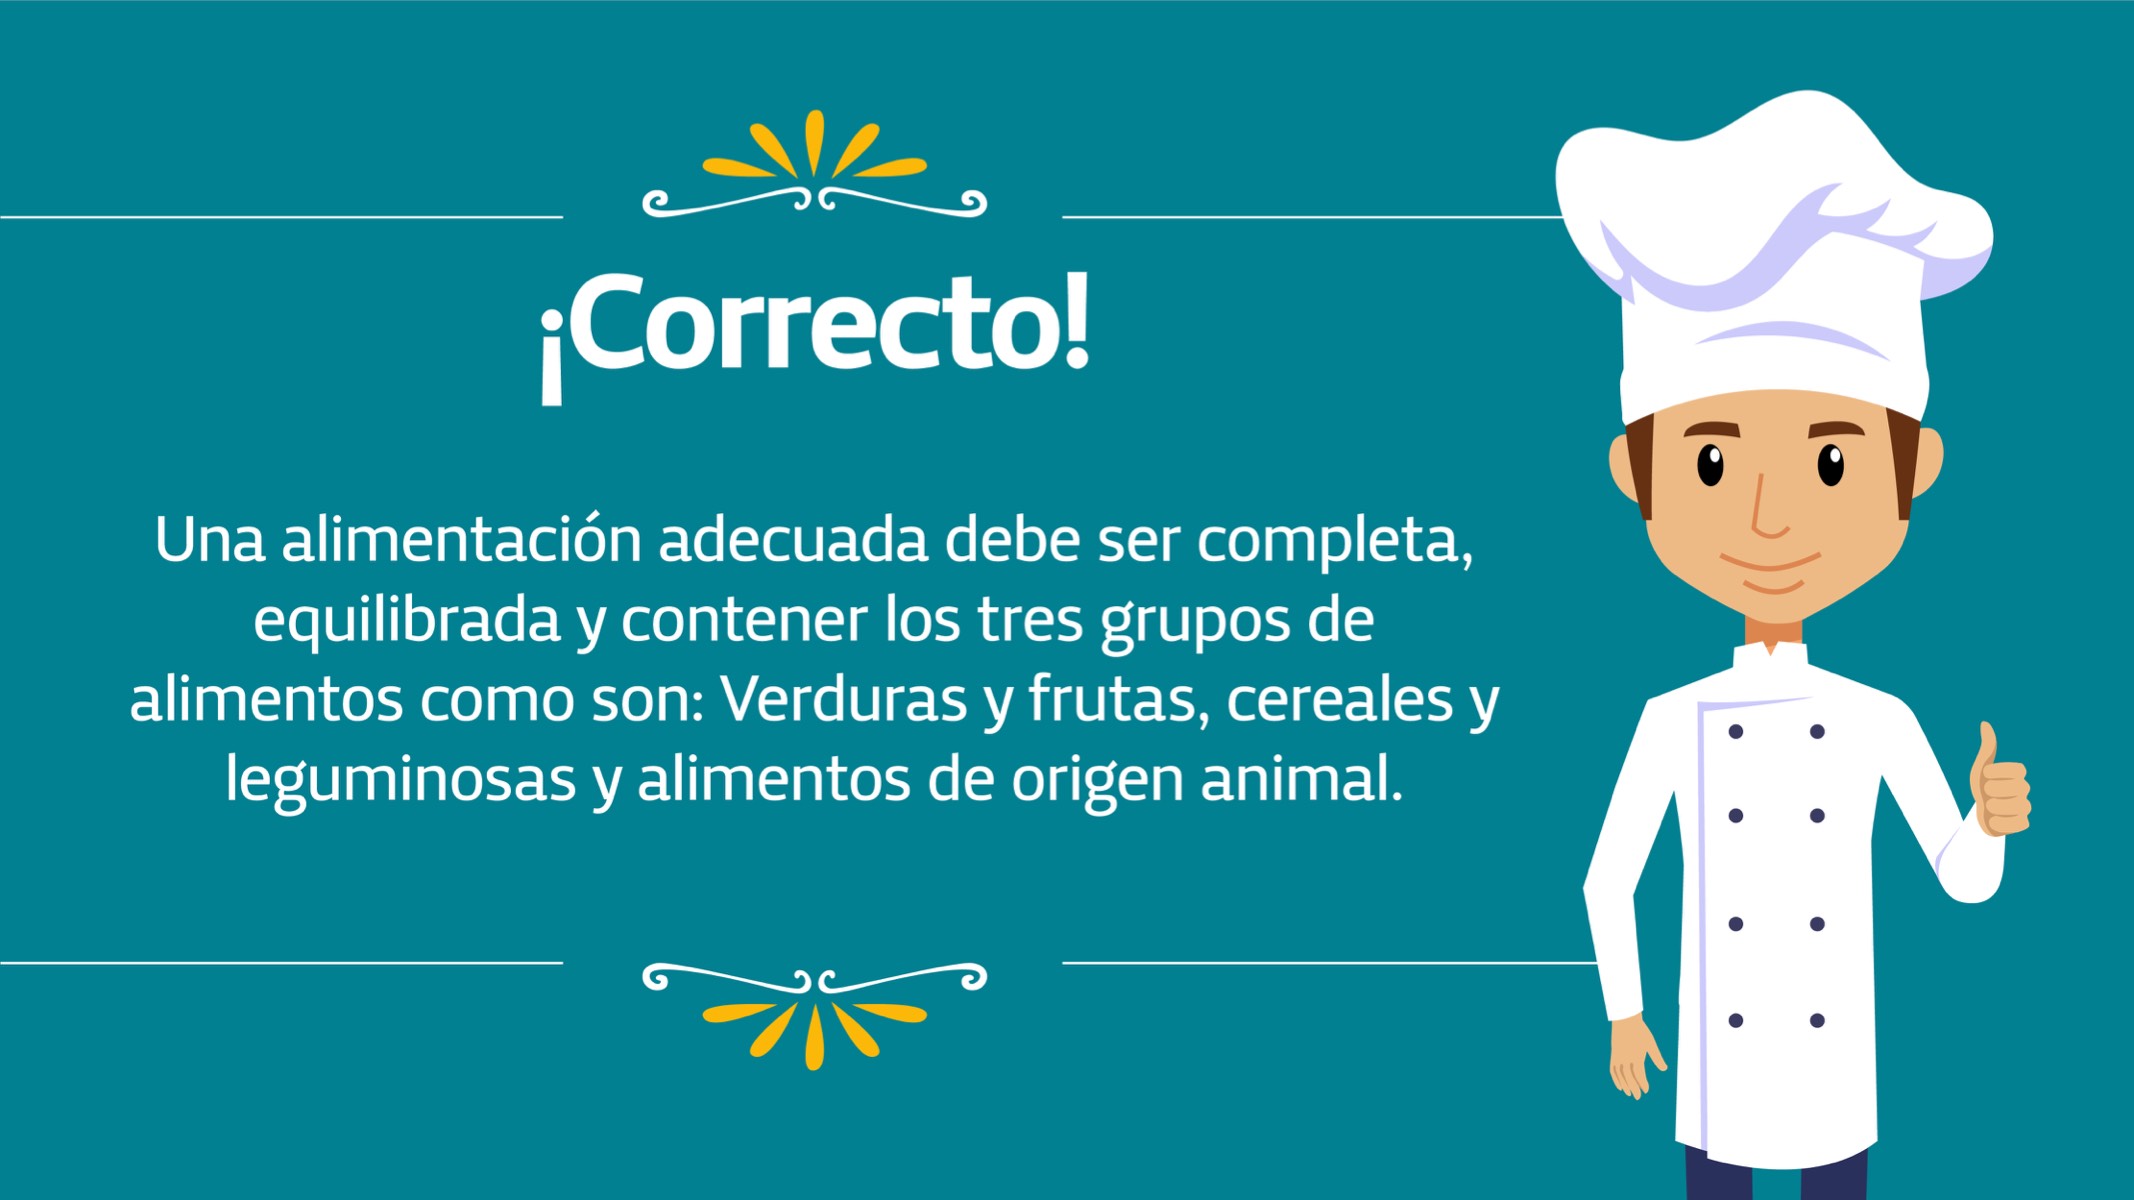 ¡Correcto!
Una alimentación adecuada debe ser completa,
equilibrada y contener los tres grupos de
alimentos como son: Verduras y frutas, cereales y
leguminosas y alimentos de origen animal.